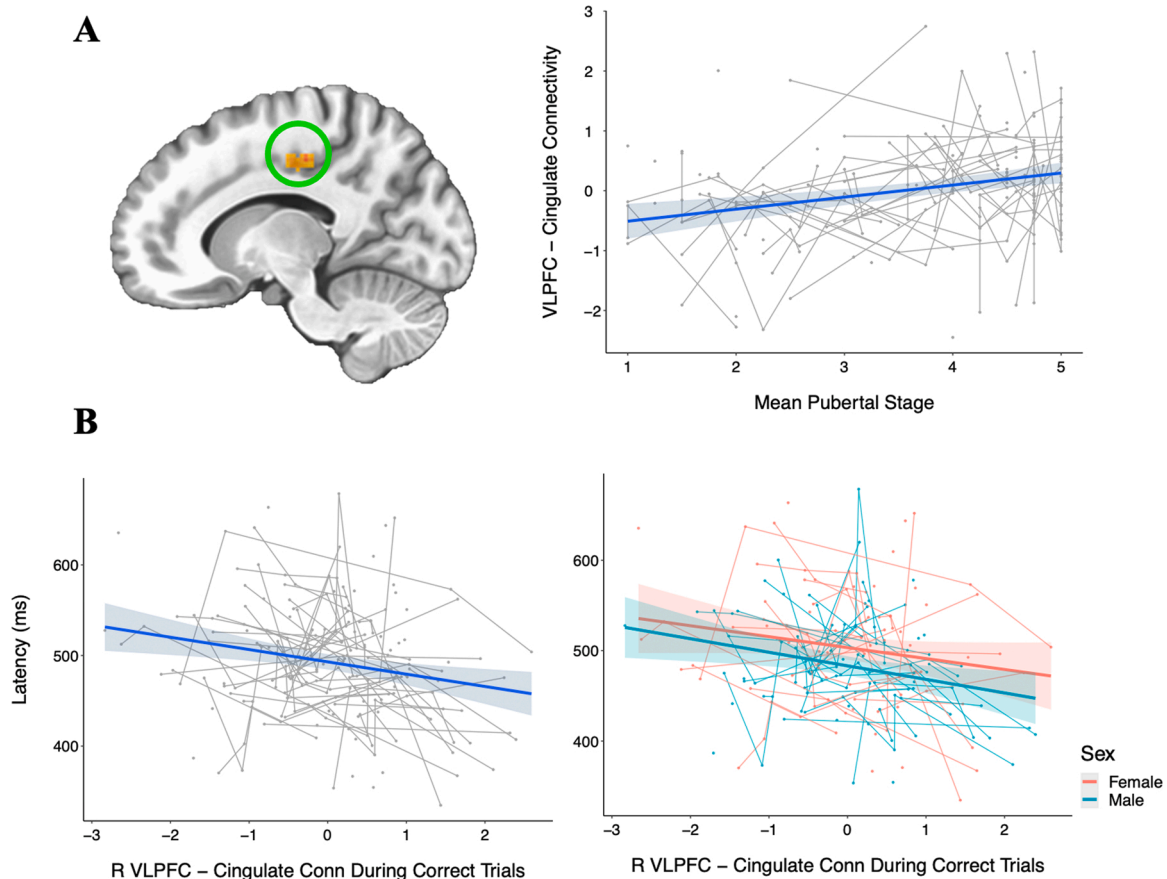 A
VLPFC – Cingulate Connectivity
3
2
1
0
−1
−2
1 2 3 4 5
Mean Pubertal Stage
B
Latency (ms)
600
500
400
−3 −2 −1 0 1 2
R VLPFC – Cingulate Conn During Correct Trials
600
500
400
−3 −2 −1 0 1 2
R VLPFC – Cingulate Conn During Correct Trials
Sex
Female
Male